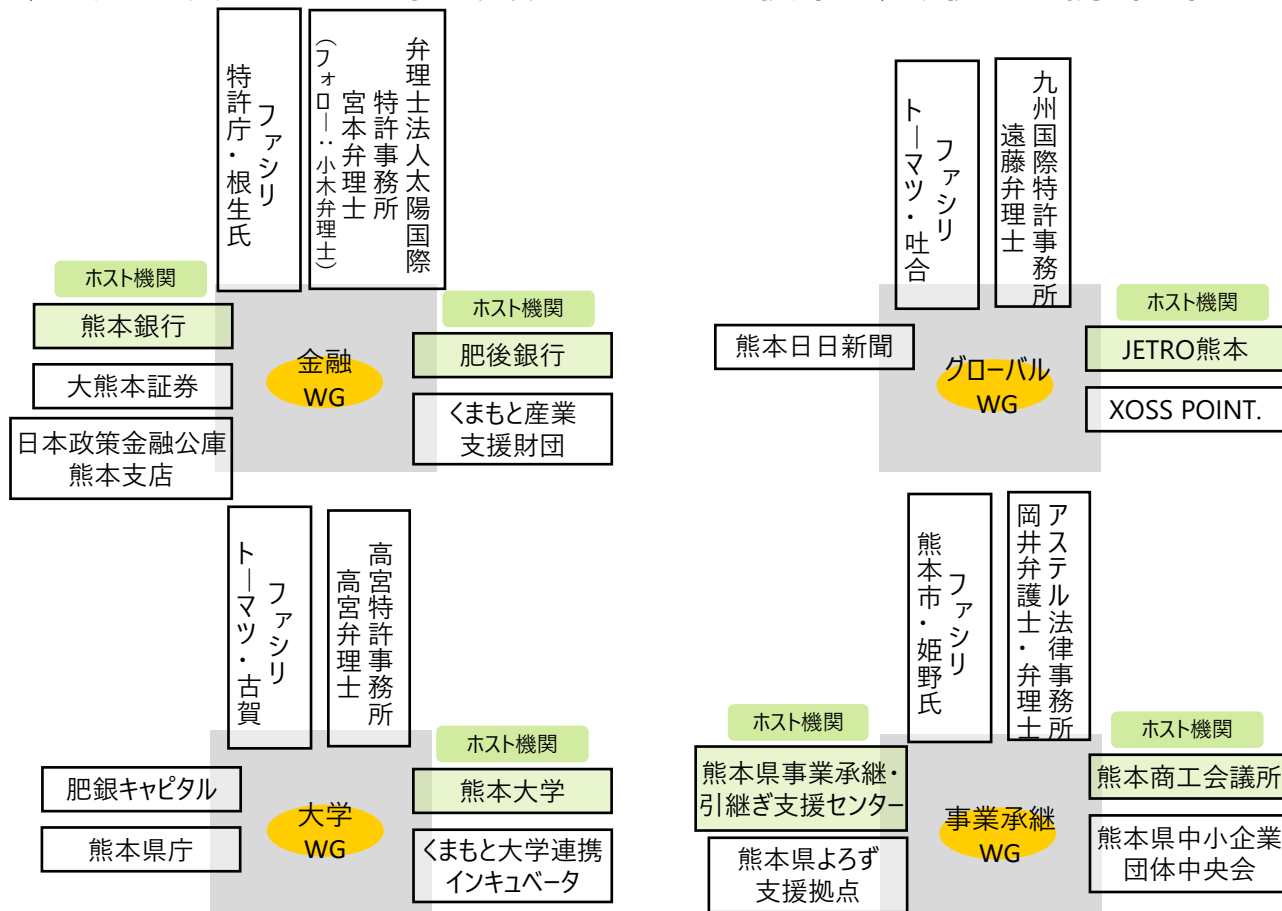 弁理士法人太陽国際
特許事務所
宮本弁理士
(フォロー:小木弁理士)
ファシリ
特許庁・根生氏
ホスト機関
熊本銀行
大熊本証券
日本政策金融公庫
熊本支店
金融
WG
ホスト機関
肥後銀行
くまもと産業
支援財団
九州国際特許事務所
遠藤弁理士
ファシリ
トーマツ・吐合
熊本日日新聞
グローバル
WG
ホスト機関
JETRO熊本
XOSS POINT.
高宮特許事務所
高宮弁理士
ファシリ
トーマツ・古賀
肥銀キャピタル
熊本県庁
大学
WG
ホスト機関
熊本大学
くまもと大学連携
インキュベータ
アステル法律事務所
岡井弁護士・弁理士
ファシリ
熊本市・姫野氏
ホスト機関
熊本県事業承継・
引継ぎ支援センター
熊本県よろず
支援拠点
事業承継
WG
ホスト機関
熊本商工会議所
熊本県中小企業
団体中央会